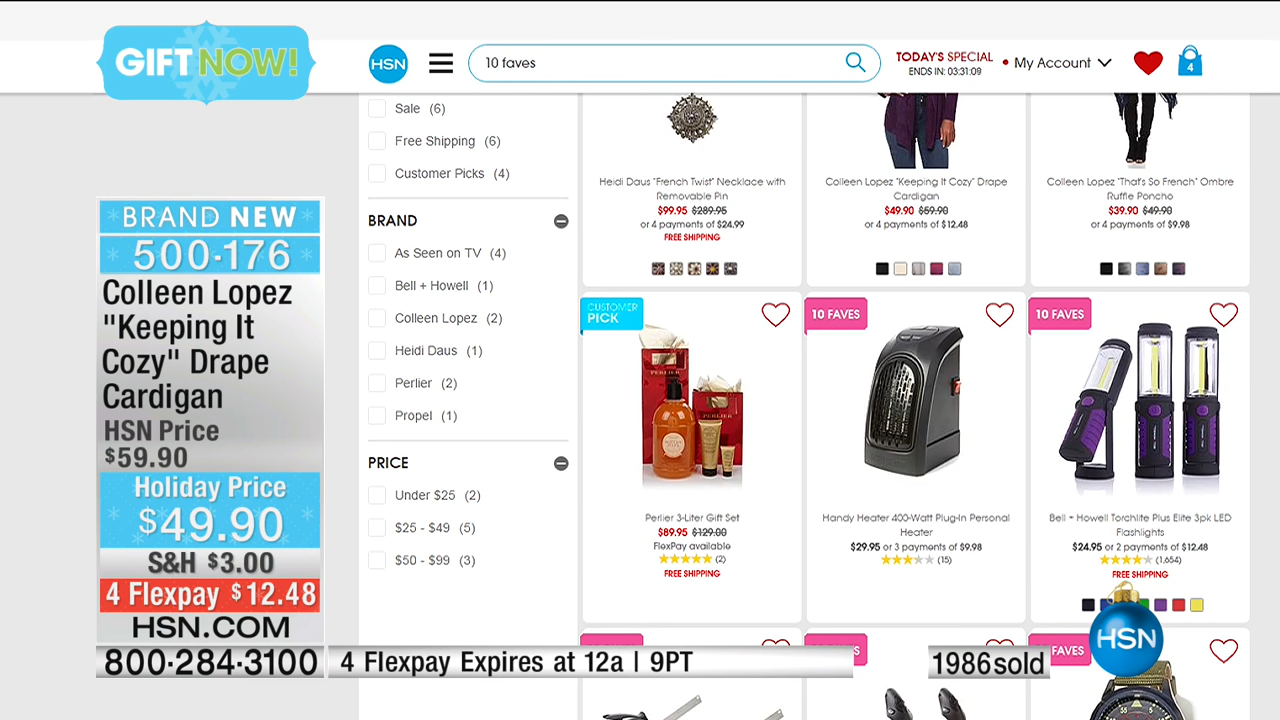 GIFT NOW!
HSN
10 faves
TODAY'S SPECIAL
ENDS IN: 03:31:09
My Account
4
Sale (6)
Free Shipping (6)
Customer Picks (4)
BRAND
As Seen on TV (4)
Bell + Howell (1)
Colleen Lopez (2)
Heidi Daus (1)
Perlier (2)
Propel (1)
PRICE
Under $25 (2)
$25 - $49 (5)
$50 - $99 (3)
Heidi Daus "French Twist" Necklace with
Removable Pin
$99.95 $289.95
or 4 payments of $24.99
FREE SHIPPING
Colleen Lopez "Keeping It Cozy" Drape
Cardigan
$49.90 $59.90
or 4 payments of $12.48
Colleen Lopez "That's So French" Ombre
Ruffle Poncho
$39.90 $49.90
or 4 payments of $9.98
CUSTOMER
PICK
PERLIER
PERLIER
Perlier 3-Liter Gift Set
$89.95 $129.00
FlexPay available
(2)
FREE SHIPPING
10 FAVES
Handy Heater 400-Watt Plug-In Personal
Heater
$29.95 or 3 payments of $9.98
(15)
10 FAVES
Bell + Howell Torchlite Plus Elite 3pk LED
Flashlights
$24.95 or 2 payments of $12.48
(1,654)
FREE SHIPPING
FAVES
BRAND NEW
500-176
Colleen Lopez
"Keeping It
Cozy" Drape
Cardigan
HSN Price
$59.90
Holiday Price
$49.90
S&H $3.00
4 Flexpay $12.48
HSN.COM
800-284-3100
4 Flexpay Expires at 12a | 9PT
1986 sold
HSN